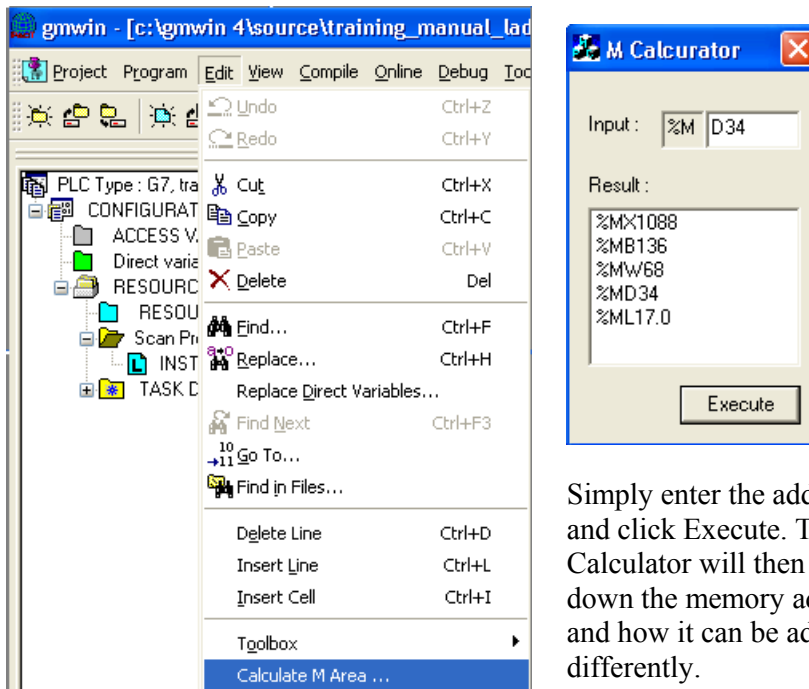 gmwin - [c:\gmwin 4\source\training_manual_lad
Project Program Edit View Compile Online Debug
Undo Ctrl+Z
Redo Ctrl+Y
Cut Ctrl+X
Copy Ctrl+C
Paste Ctrl+V
Delete Del
Find... Ctrl+F
Replace... Ctrl+H
Replace Direct Variables...
Find Next Ctrl+F3
Go To...
Find in Files...
Delete Line Ctrl+D
Insert Line Ctrl+L
Insert Cell Ctrl+I
Toolbox
Calculate M Area ...
PLC Type : G7, tra
CONFIGURAT
ACCESS V
Direct varia
RESOURC
RESOU
Scan Pr
INST
TASK D
M Calcurator
Input : %M D34
Result :
%MX1088
%MB136
%MW68
%MD34
%ML17.0
Execute
Simply enter the add
and click Execute. T
Calculator will then
down the memory ad
and how it can be ad
differently.